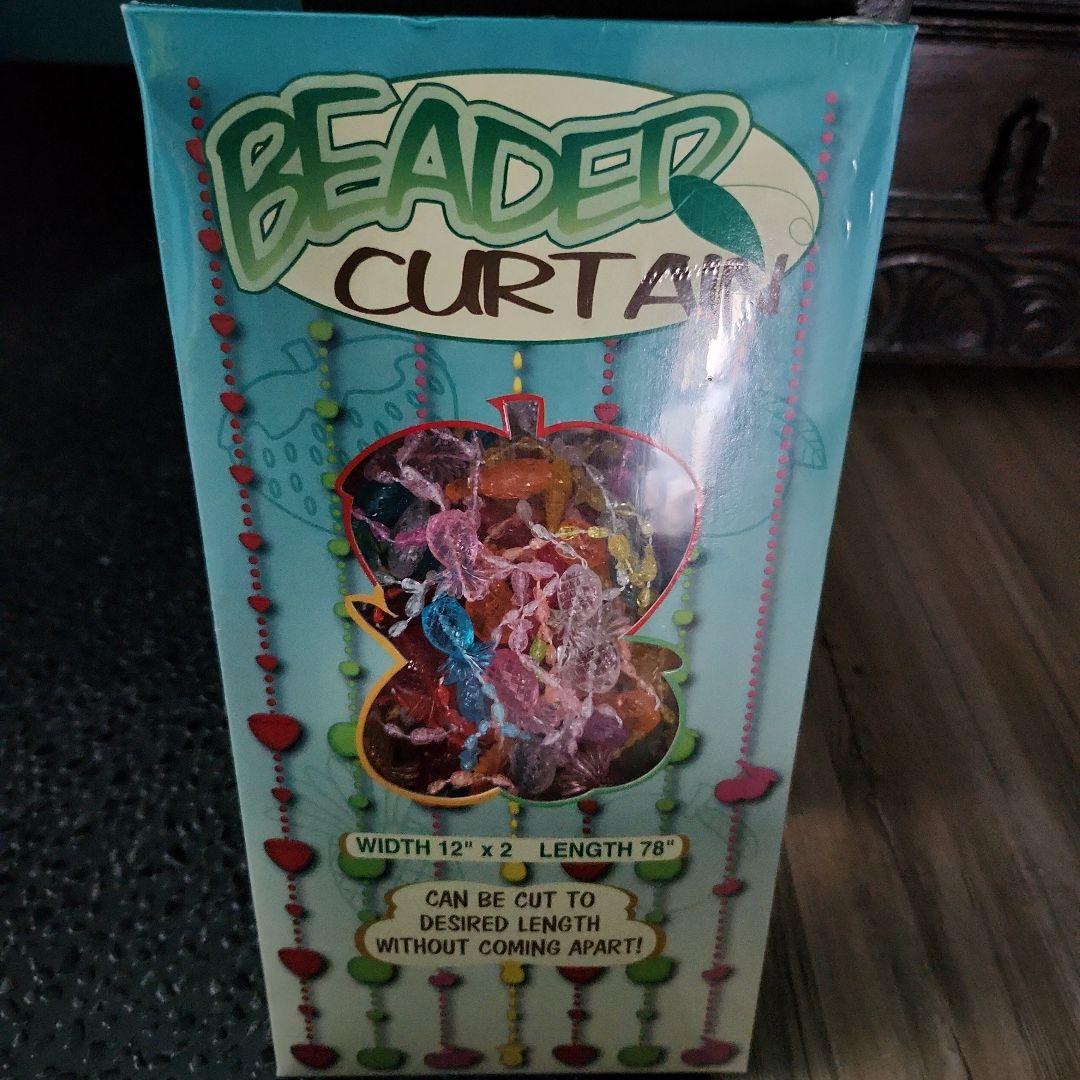 BEADED
CURTAIN
WIDTH 12" x 2 LENGTH 78"
CAN BE CUT TO
DESIRED LENGTH
WITHOUT COMING APART!